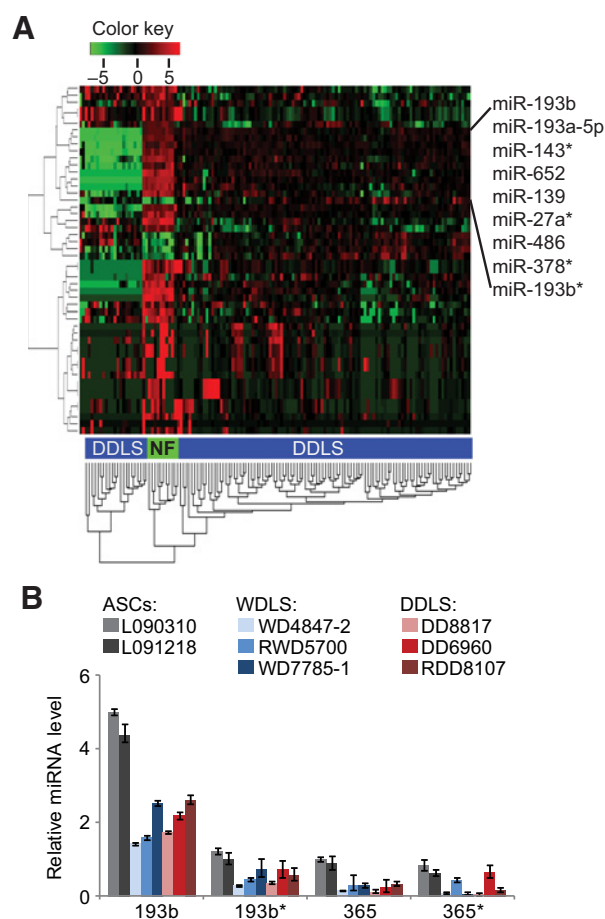 A
Color key
−5 0 5
miR-193b
miR-193a-5p
miR-143*
miR-652
miR-139
miR-27a*
miR-486
miR-378*
miR-193b*
DDLS NF DDLS
B
ASCs: WDLS: DDLS:
L090310 WD4847-2 DD8817
L091218 RWD5700 DD6960
WD7785-1 RDD8107
Relative miRNA level
6
4
2
0
193b 193b* 365 365*